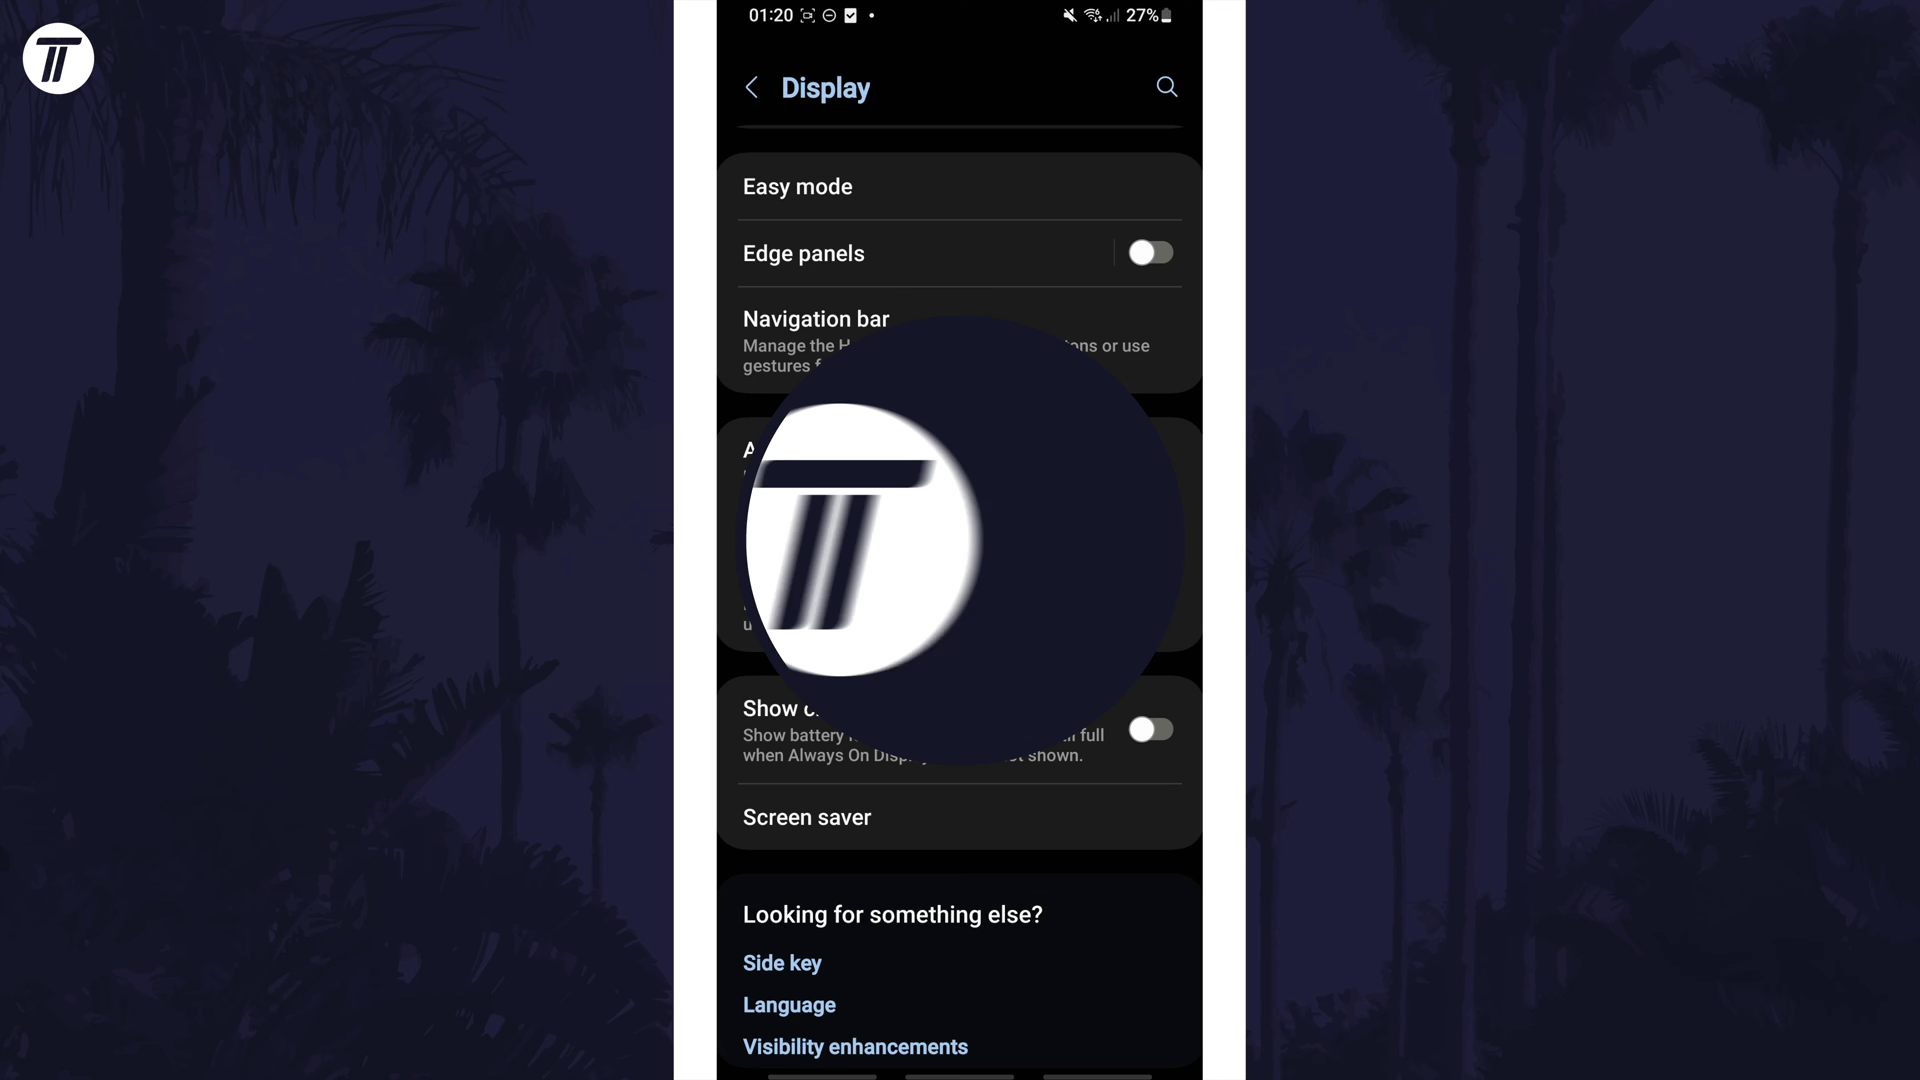 01:20
27%
Display
Easy mode
Edge panels
Navigation bar
Manage the
ons or use
gestures
Show
Show battery
full
when Always On
shown.
Screen saver
Looking for something else?
Side key
Language
Visibility enhancements